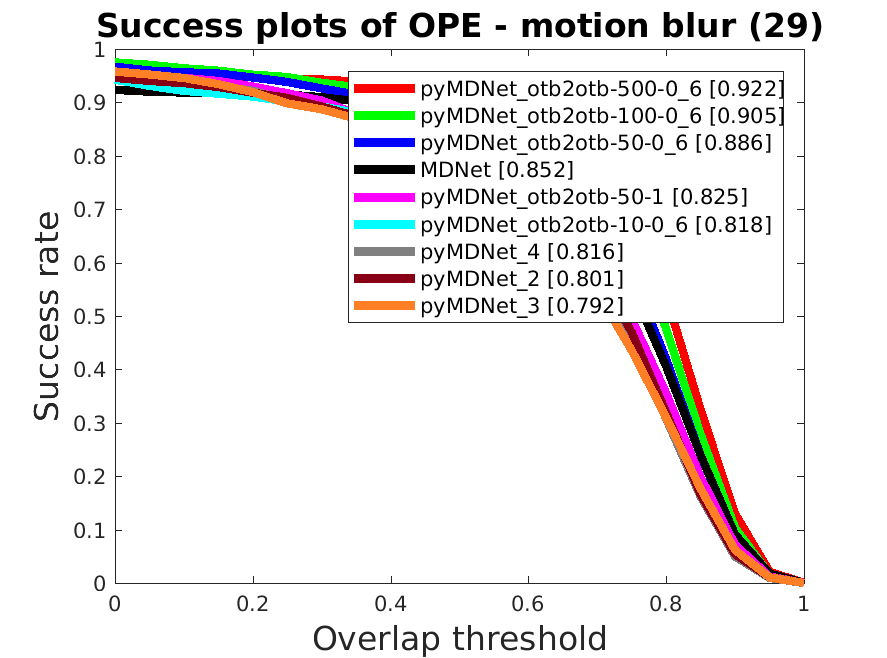 Success plots of OPE - motion blur (29)
1
0.9
0.8
0.7
0.6
0.5
0.4
0.3
0.2
0.1
0
Success rate
pyMDNet_otb2otb-500-0_6 [0.922]
pyMDNet_otb2otb-100-0_6 [0.905]
pyMDNet_otb2otb-50-0_6 [0.886]
MDNet [0.852]
pyMDNet_otb2otb-50-1 [0.825]
pyMDNet_otb2otb-10-0_6 [0.818]
pyMDNet_4 [0.816]
pyMDNet_2 [0.801]
pyMDNet_3 [0.792]
0 0.2 0.4 0.6 0.8 1
Overlap threshold